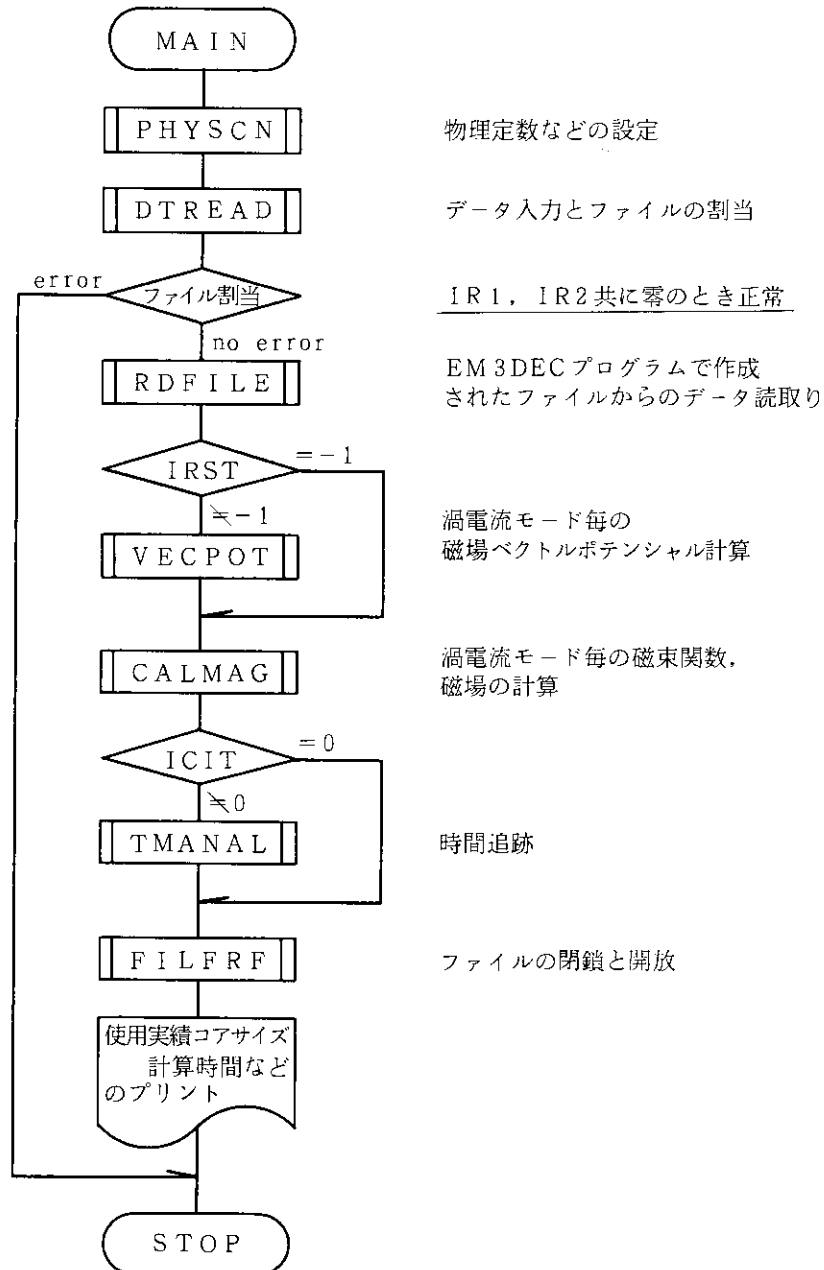 MAIN
PHYSCN
物理定数などの設定
DTREAD
データ入力とファイルの割当
error
ファイル割当
IR1, IR2共に零のとき正常
no error
RDFILE
EM3DECプログラムで作成
されたファイルからのデータ読取り
IRST
=-1
≠-1
渦電流モード毎の
磁場ベクトルポテンシャル計算
VECPOT
CALMAG
渦電流モード毎の磁束関数,
磁場の計算
ICIT
=0
≠0
TMANAL
時間追跡
FILFRF
ファイルの閉鎖と開放
使用実績コアサイズ
計算時間など
のプリント
STOP